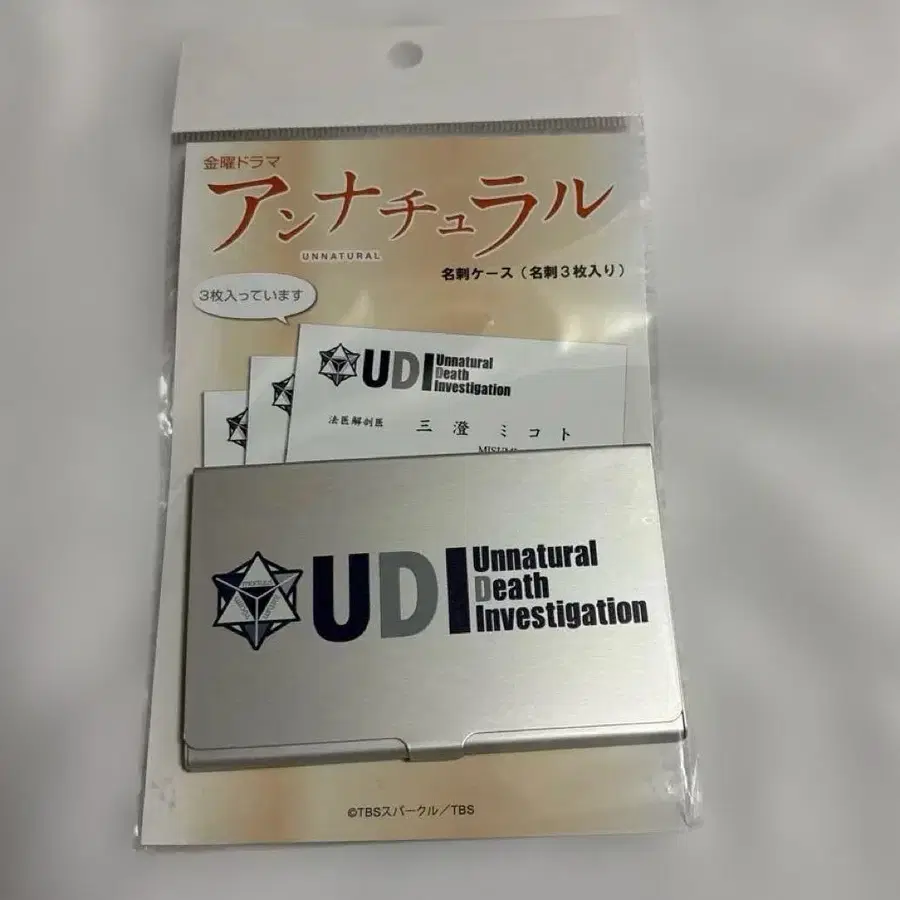 金曜ドラマ
アンナチュラル
UNNATURAL
名刺ケース（名刺３枚入り）
3枚入っています
UDI Unnatural
Death
Investigation
法医解剖医 三澄ミコト
UDI Unnatural
Death
Investigation
©TBSスパークル／TBS